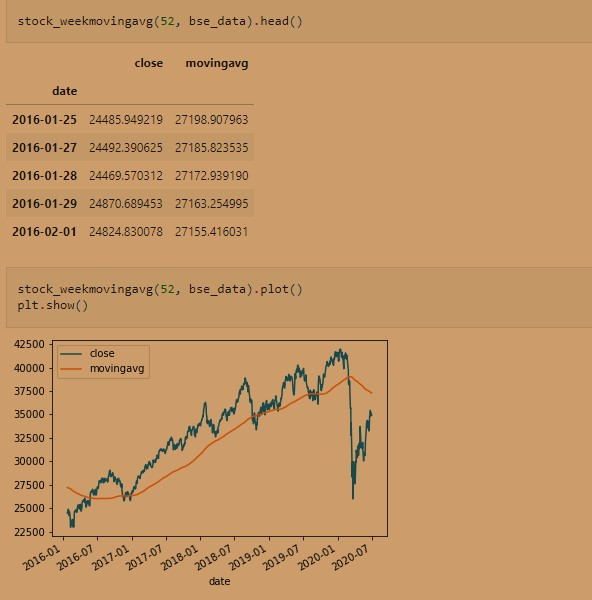 stock_weekmovingavg(52, bse_data).head()
close movingavg
date
2016-01-25 24485.949219 27198.907963
2016-01-27 24492.390625 27185.823535
2016-01-28 24469.570312 27172.939190
2016-01-29 24870.689453 27163.254995
2016-02-01 24824.830078 27155.416031
stock_weekmovingavg(52, bse_data).plot()
plt.show()
close
movingavg
42500
40000
37500
35000
32500
30000
27500
25000
22500
2016-01 2016-07 2017-01 2017-07 2018-01 2018-07 2019-01 2019-07 2020-01 2020-07
date